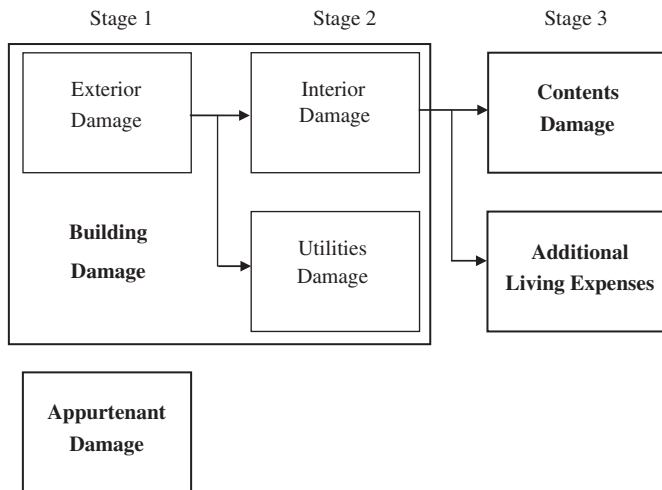 Stage 1
Stage 2
Stage 3
Exterior
Damage
Interior
Damage
Contents
Damage
Building
Damage
Utilities
Damage
Additional
Living Expenses
Appurtenant
Damage